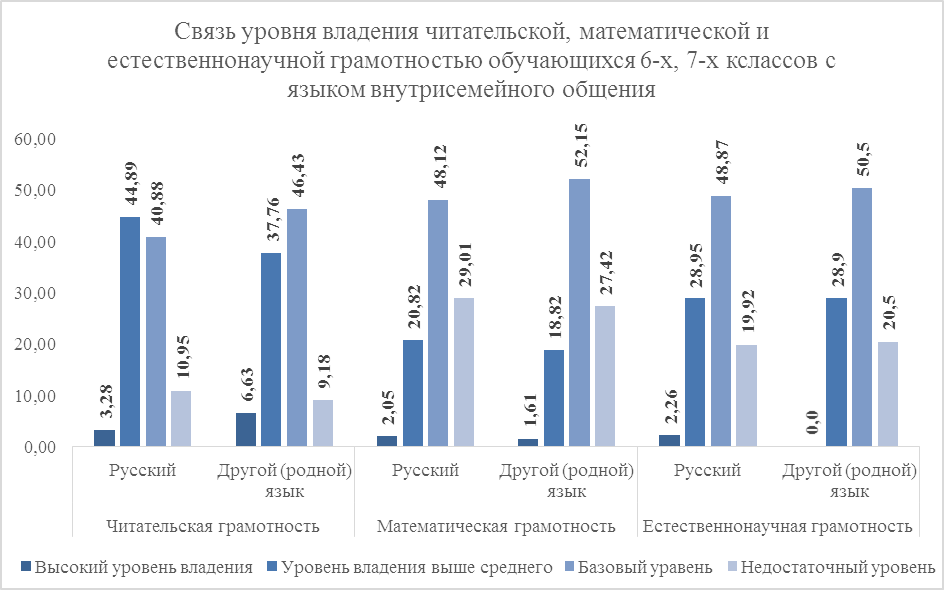 Связь уровня владения читательской, математической и
естественнонаучной грамотностью обучающихся 6-х, 7-х кслассов с
языком внутрисемейного общения
60,00
50,00
40,00
30,00
20,00
10,00
0,00
3,28
44,89
40,88
10,95
6,63
37,76
46,43
9,18
2,05
20,82
48,12
29,01
1,61
18,82
52,15
27,42
2,26
28,95
48,87
19,92
0,0
28,9
50,5
20,5
Русский
Другой (родной)
язык
Русский
Другой (родной)
язык
Русский
Другой (родной)
язык
Читательская грамотность
Математическая грамотность
Естественнонаучная грамотность
Высокий уровень владения
Уровень владения выше среднего
Базовый уравень
Недостаточный уровень